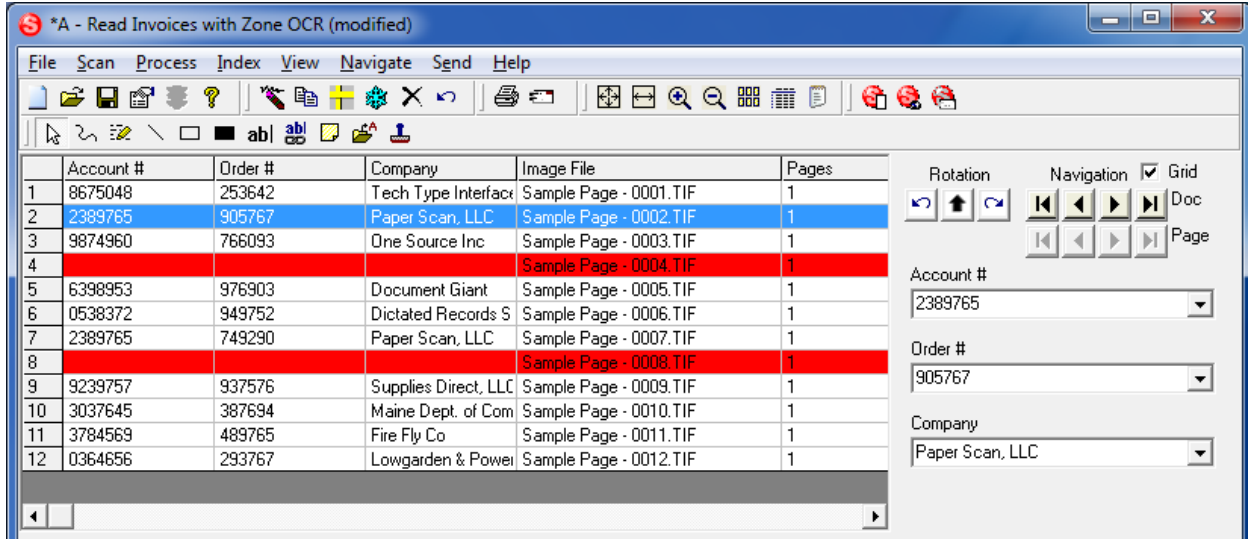 *A - Read Invoices with Zone OCR (modified)
File Scan Process Index View Navigate Send Help
ab| ab|
Account # Order # Company Image File Pages
1 8675048 253642 Tech Type Interface Sample Page - 0001.TIF 1
2 2389765 905767 Paper Scan, LLC Sample Page - 0002.TIF 1
3 9874960 766093 One Source Inc Sample Page - 0003.TIF 1
4 Sample Page - 0004.TIF 1
5 6398953 976903 Document Giant Sample Page - 0005.TIF 1
6 0538372 949752 Dictated Records S Sample Page - 0006.TIF 1
7 2389765 749290 Paper Scan, LLC Sample Page - 0007.TIF 1
8 Sample Page - 0008.TIF 1
9 9239757 937576 Supplies Direct, LLC Sample Page - 0009.TIF 1
10 3037645 387694 Maine Dept. of Com Sample Page - 0010.TIF 1
11 3784569 489765 Fire Fly Co Sample Page - 0011.TIF 1
12 0364656 293767 Lowgarden & Power Sample Page - 0012.TIF 1
Rotation Navigation Grid
Doc
Page
Account #
2389765
Order #
905767
Company
Paper Scan, LLC